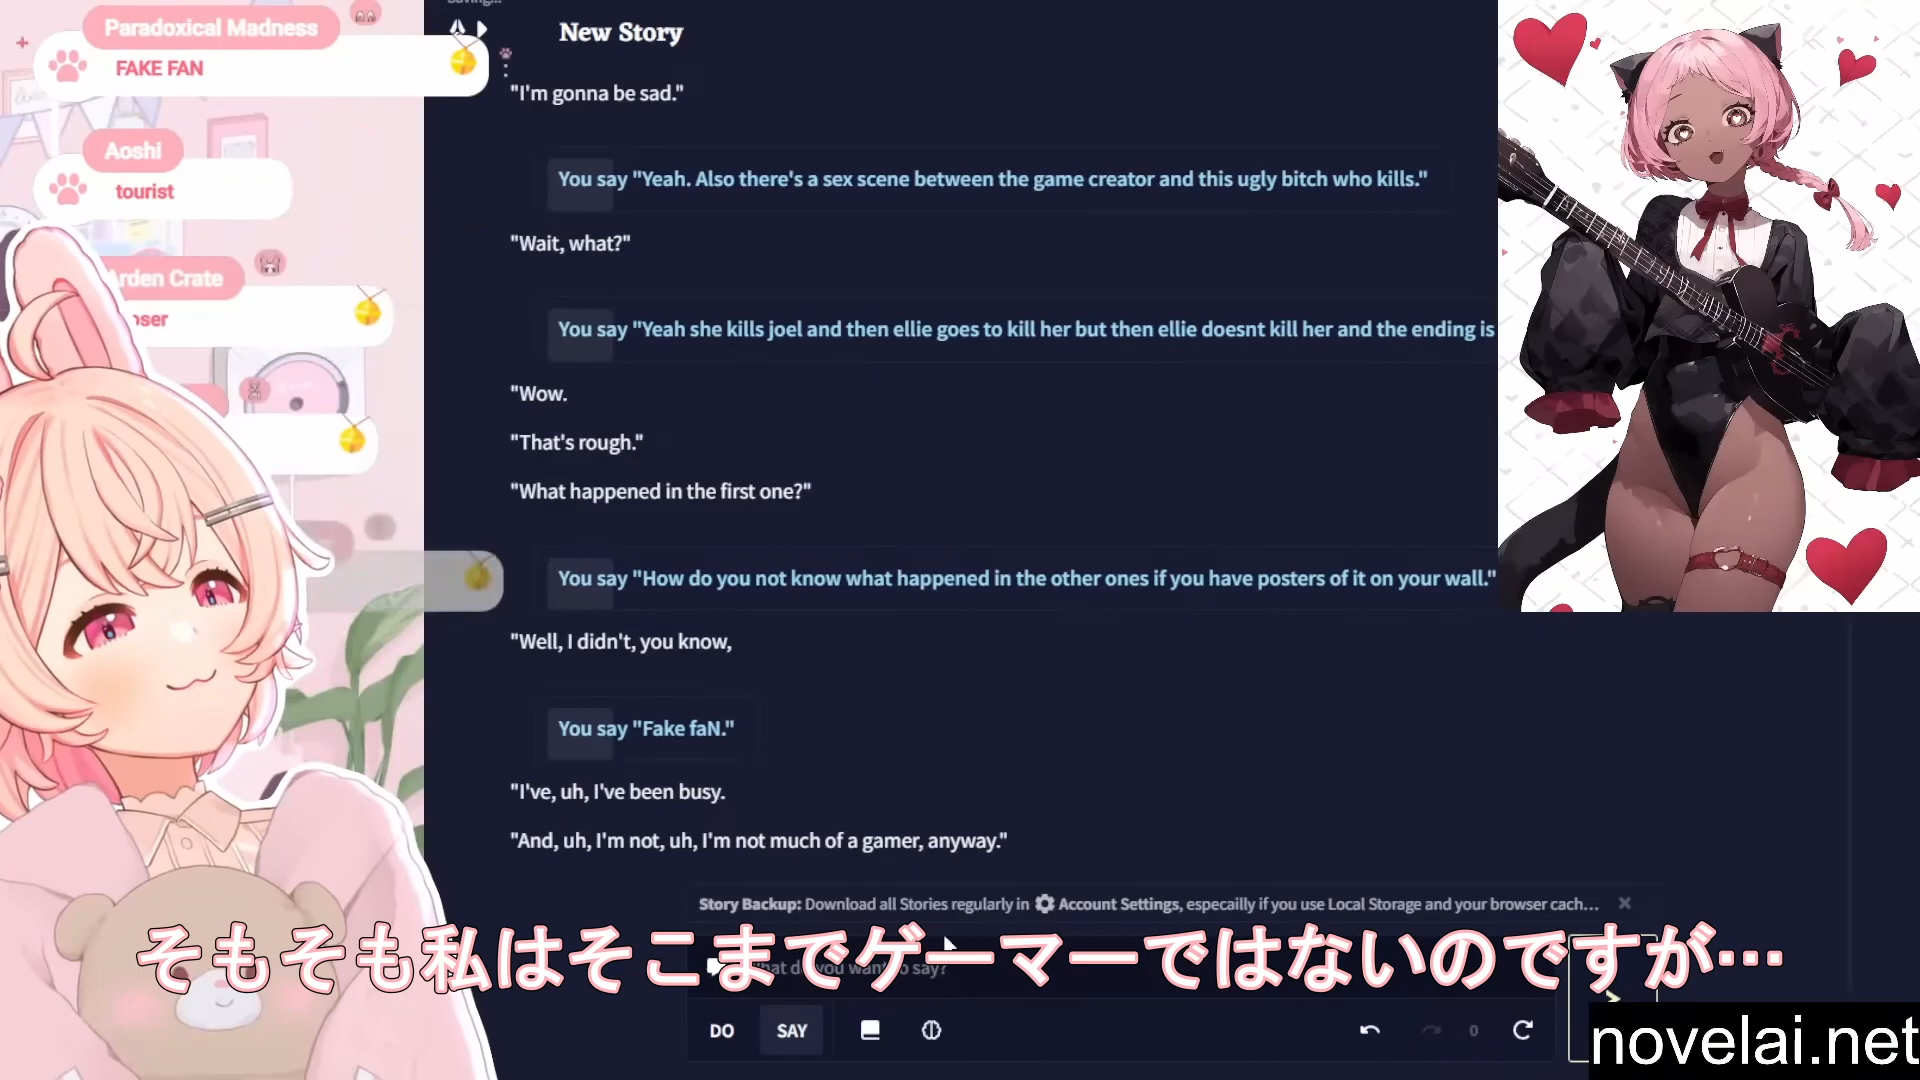 Paradoxical Madness
FAKE FAN
Aoshi
tourist
arden Crate
oser
New Story
"I'm gonna be sad."
You say "Yeah. Also there's a sex scene between the game creator and this ugly bitch who kills."
"Wait, what?"
You say "Yeah she kills joel and then ellie goes to kill her but then ellie doesnt kill her and the ending is
"Wow.
"That's rough."
"What happened in the first one?"
You say "How do you not know what happened in the other ones if you have posters of it on your wall."
"Well, I didn't, you know,
You say "Fake faN."
"I've, uh, I've been busy.
"And, uh, I'm not, uh, I'm not much of a gamer, anyway."
Story Backup: Download all Stories regularly in Account Settings, especailly if you use Local Storage and your browser cach...
そもそも私はそこまでゲーマーではないのですが…
DO
SAY
0
novelai.net